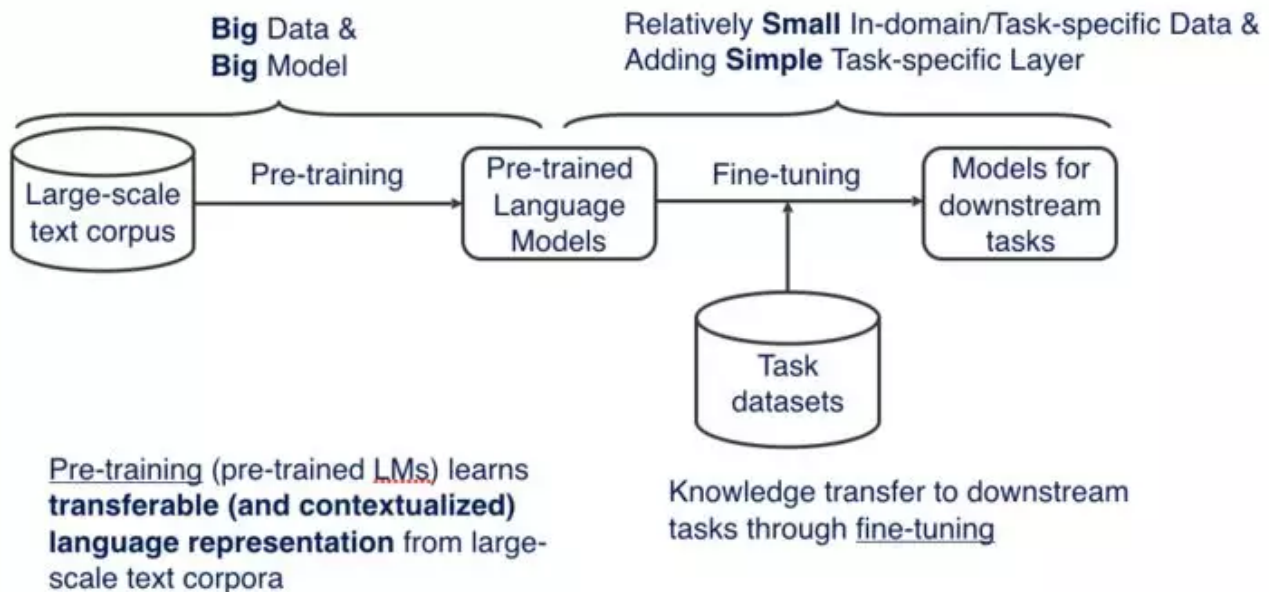 Big Data &
Big Model
Relatively Small In-domain/Task-specific Data &
Adding Simple Task-specific Layer
Large-scale
text corpus
Pre-training
Pre-trained
Language
Models
Fine-tuning
Models for
downstream
tasks
Task
datasets
Pre-training (pre-trained LMs) learns
transferable (and contextualized)
language representation from large-
scale text corpora
Knowledge transfer to downstream
tasks through fine-tuning